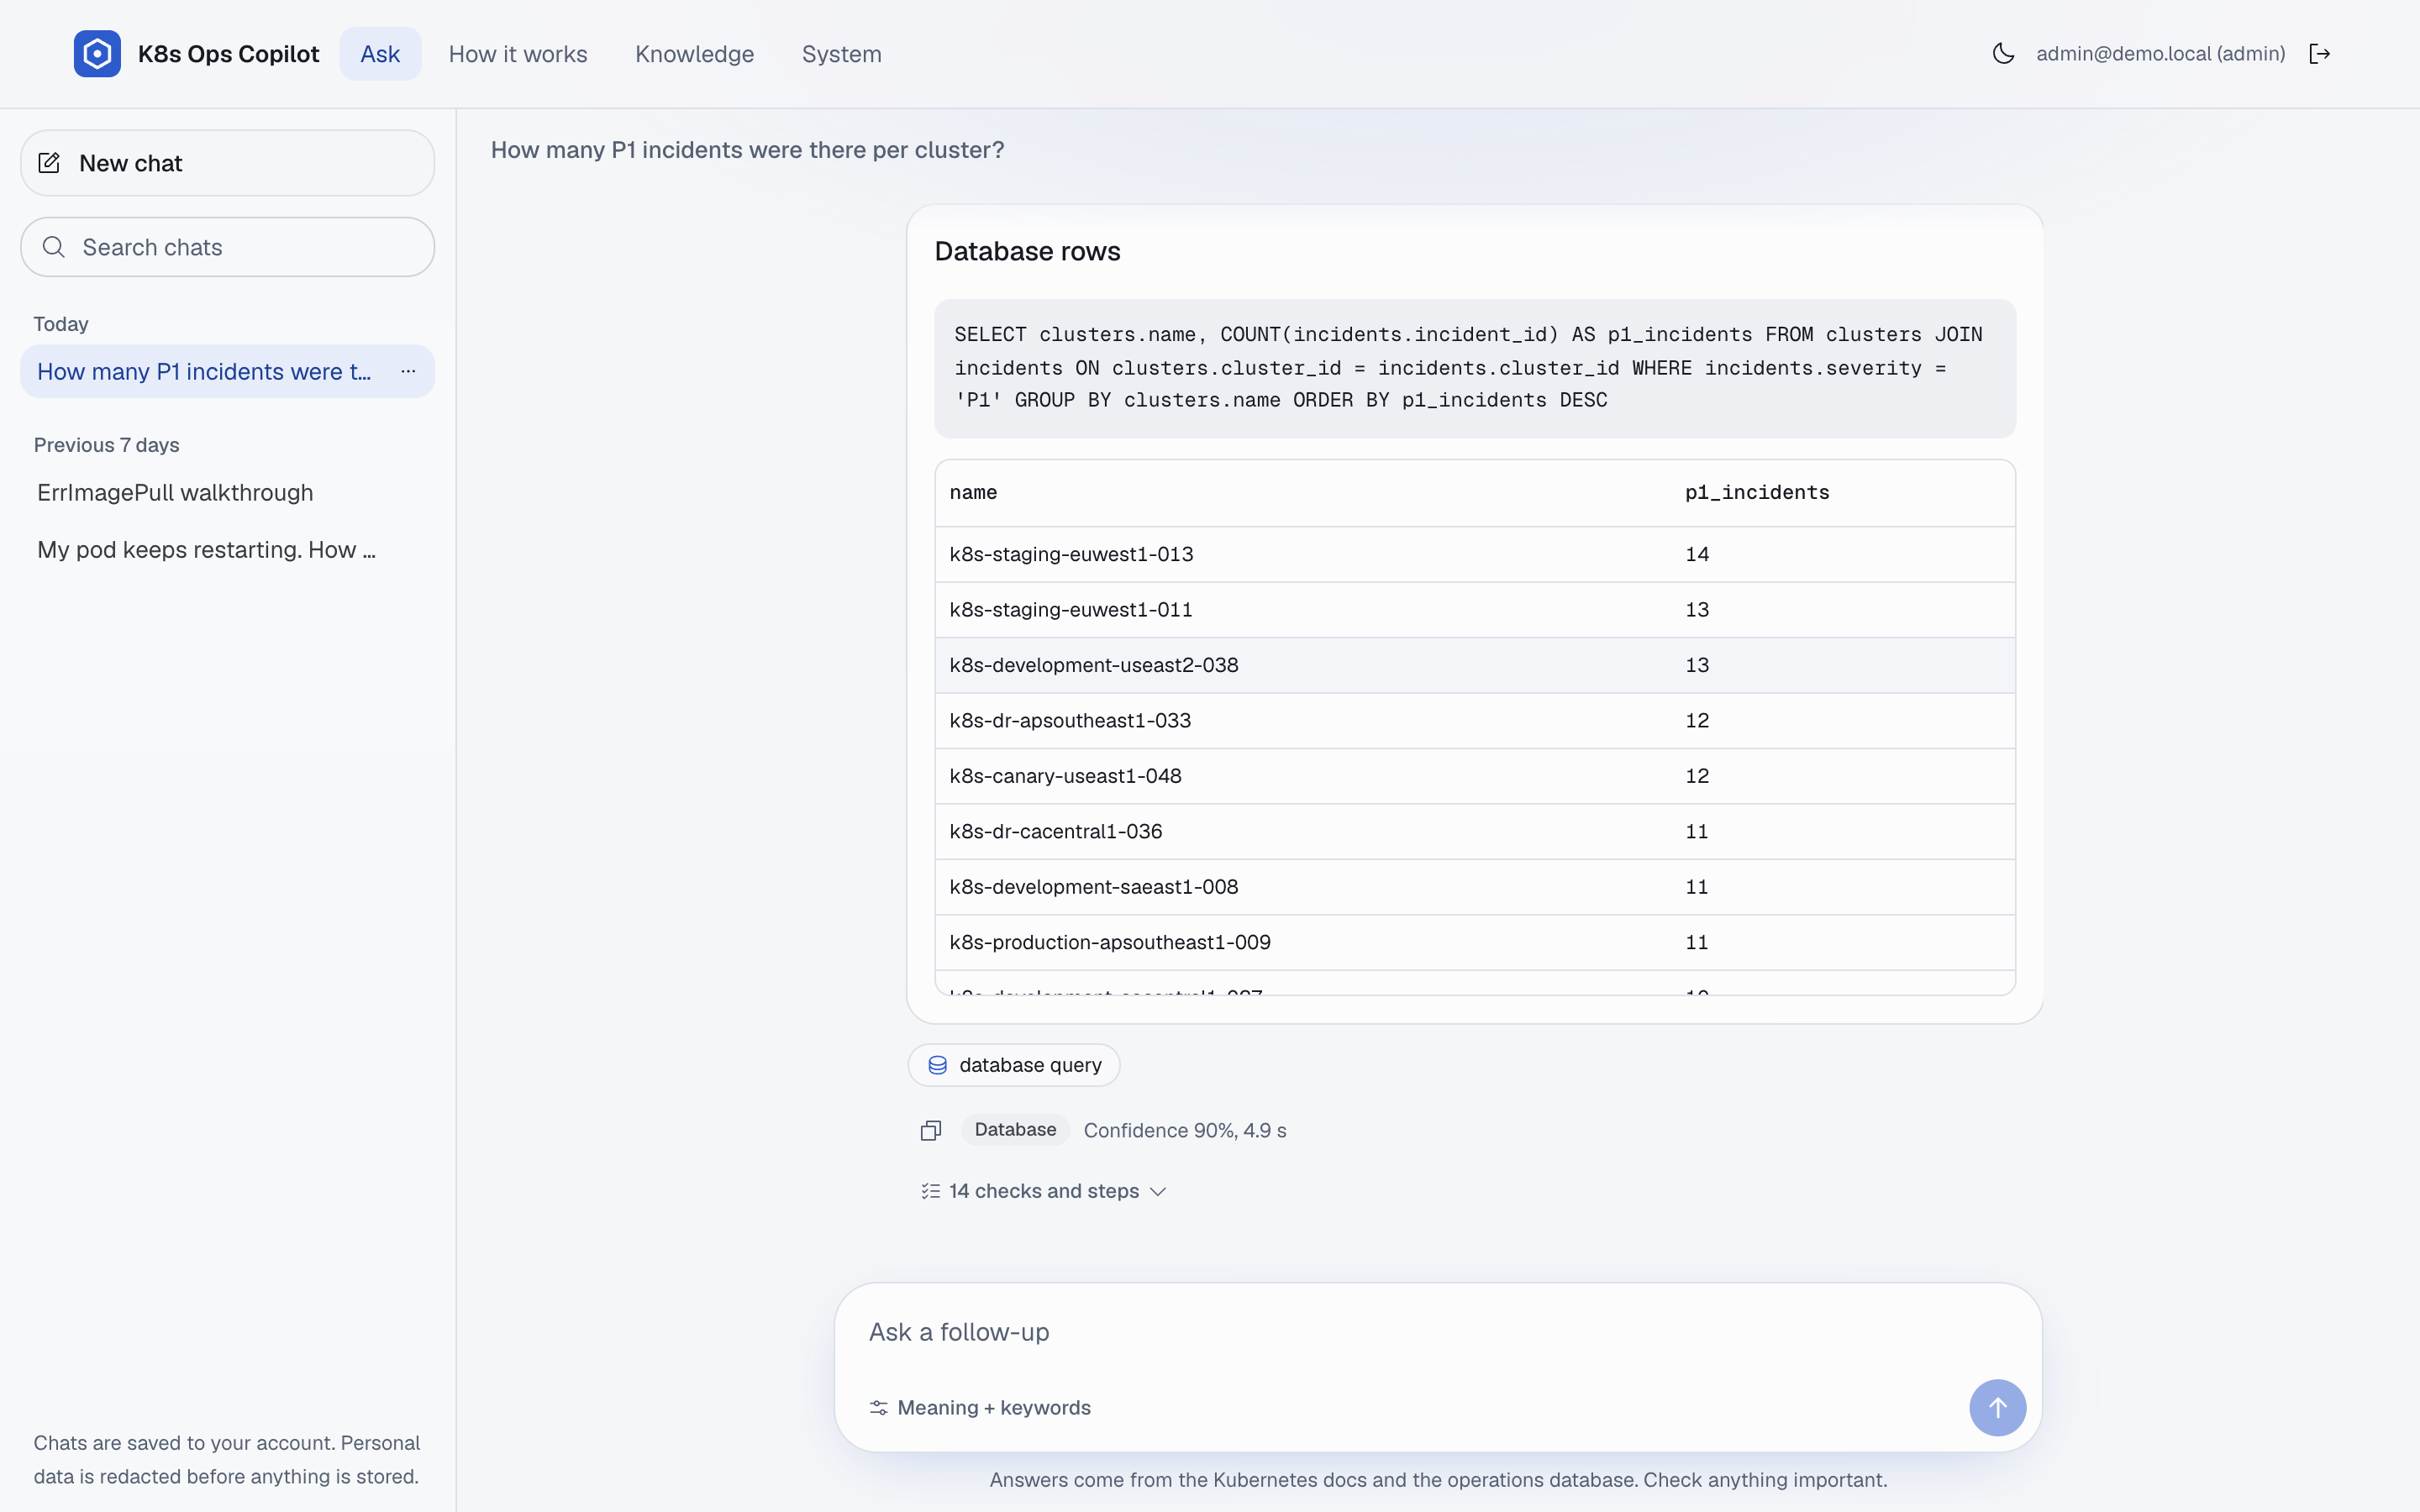 K8s Ops Copilot
Ask
How it works
Knowledge
System
admin@demo.local (admin)
New chat
Search chats
Today
How many P1 incidents were t...
Previous 7 days
ErrImagePull walkthrough
My pod keeps restarting. How ...
Chats are saved to your account. Personal
data is redacted before anything is stored.
How many P1 incidents were there per cluster?
Database rows
SELECT clusters.name, COUNT(incidents.incident_id) AS p1_incidents FROM clusters JOIN
incidents ON clusters.cluster_id = incidents.cluster_id WHERE incidents.severity =
'P1' GROUP BY clusters.name ORDER BY p1_incidents DESC
name p1_incidents
k8s-staging-euwest1-013 14
k8s-staging-euwest1-011 13
k8s-development-useast2-038 13
k8s-dr-apsoutheast1-033 12
k8s-canary-useast1-048 12
k8s-dr-cacentral1-036 11
k8s-development-saeast1-008 11
k8s-production-apsoutheast1-009 11
database query
Database Confidence 90%, 4.9 s
14 checks and steps
Ask a follow-up
Meaning + keywords
Answers come from the Kubernetes docs and the operations database. Check anything important.